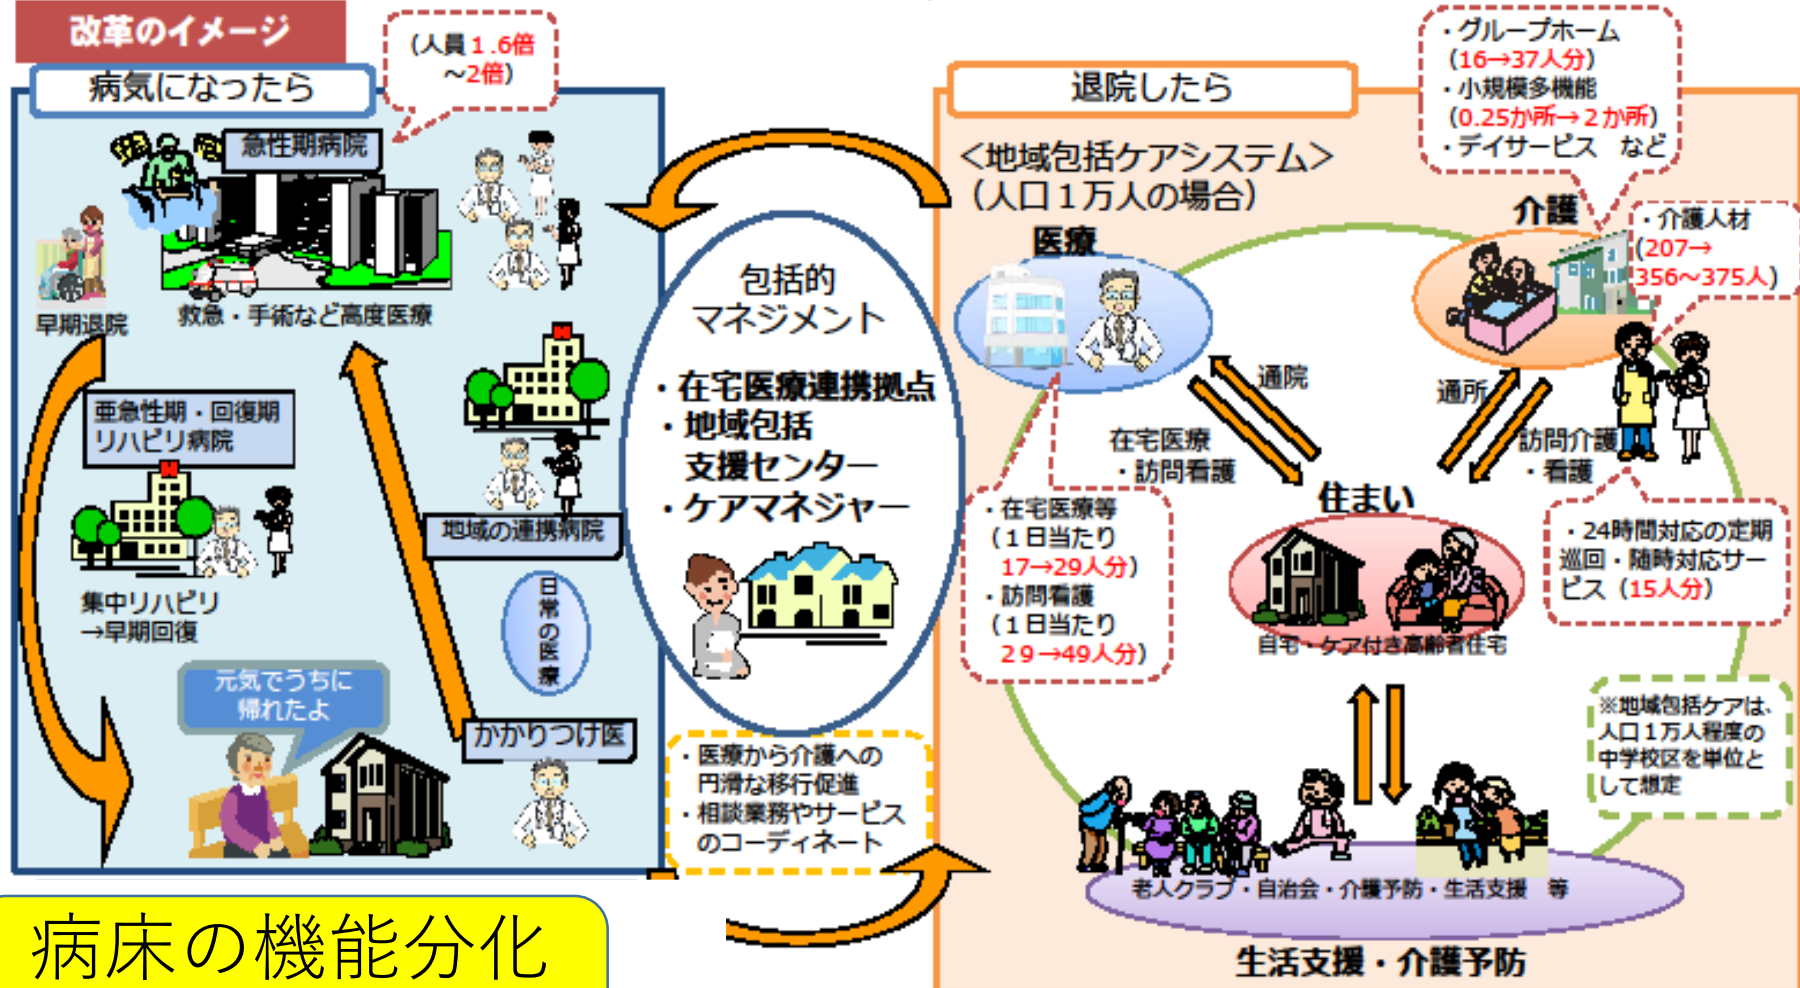 改革のイメージ
病気になったら
(人員1.6倍
～2倍)
急性期病院
早期退院
救急・手術など高度医療
亜急性期・回復期
リハビリ病院
集中リハビリ
→早期回復
地域の連携病院
日常の医療
元気でうちに
帰れたよ
かかりつけ医
病床の機能分化
包括的
マネジメント
・在宅医療連携拠点
・地域包括
支援センター
・ケアマネジャー
・医療から介護への
円滑な移行促進
・相談業務やサービス
のコーディネート
退院したら
＜地域包括ケアシステム＞
（人口１万人の場合）
・グループホーム
(16→37人分)
・小規模多機能
(0.25か所→２か所)
・デイサービス　など
医療
介護
・介護人材
(207→
356～375人)
通院
通所
在宅医療
・訪問看護
訪問介護
・看護
・在宅医療等
(１日当たり
17→29人分)
・訪問看護
(１日当たり
29→49人分)
住まい
自宅・ケア付き高齢者住宅
・24時間対応の定期
巡回・随時対応サー
ビス（15人分）
※地域包括ケアは、
人口１万人程度の
中学校区を単位と
して想定
老人クラブ・自治会・介護予防・生活支援　等
生活支援・介護予防